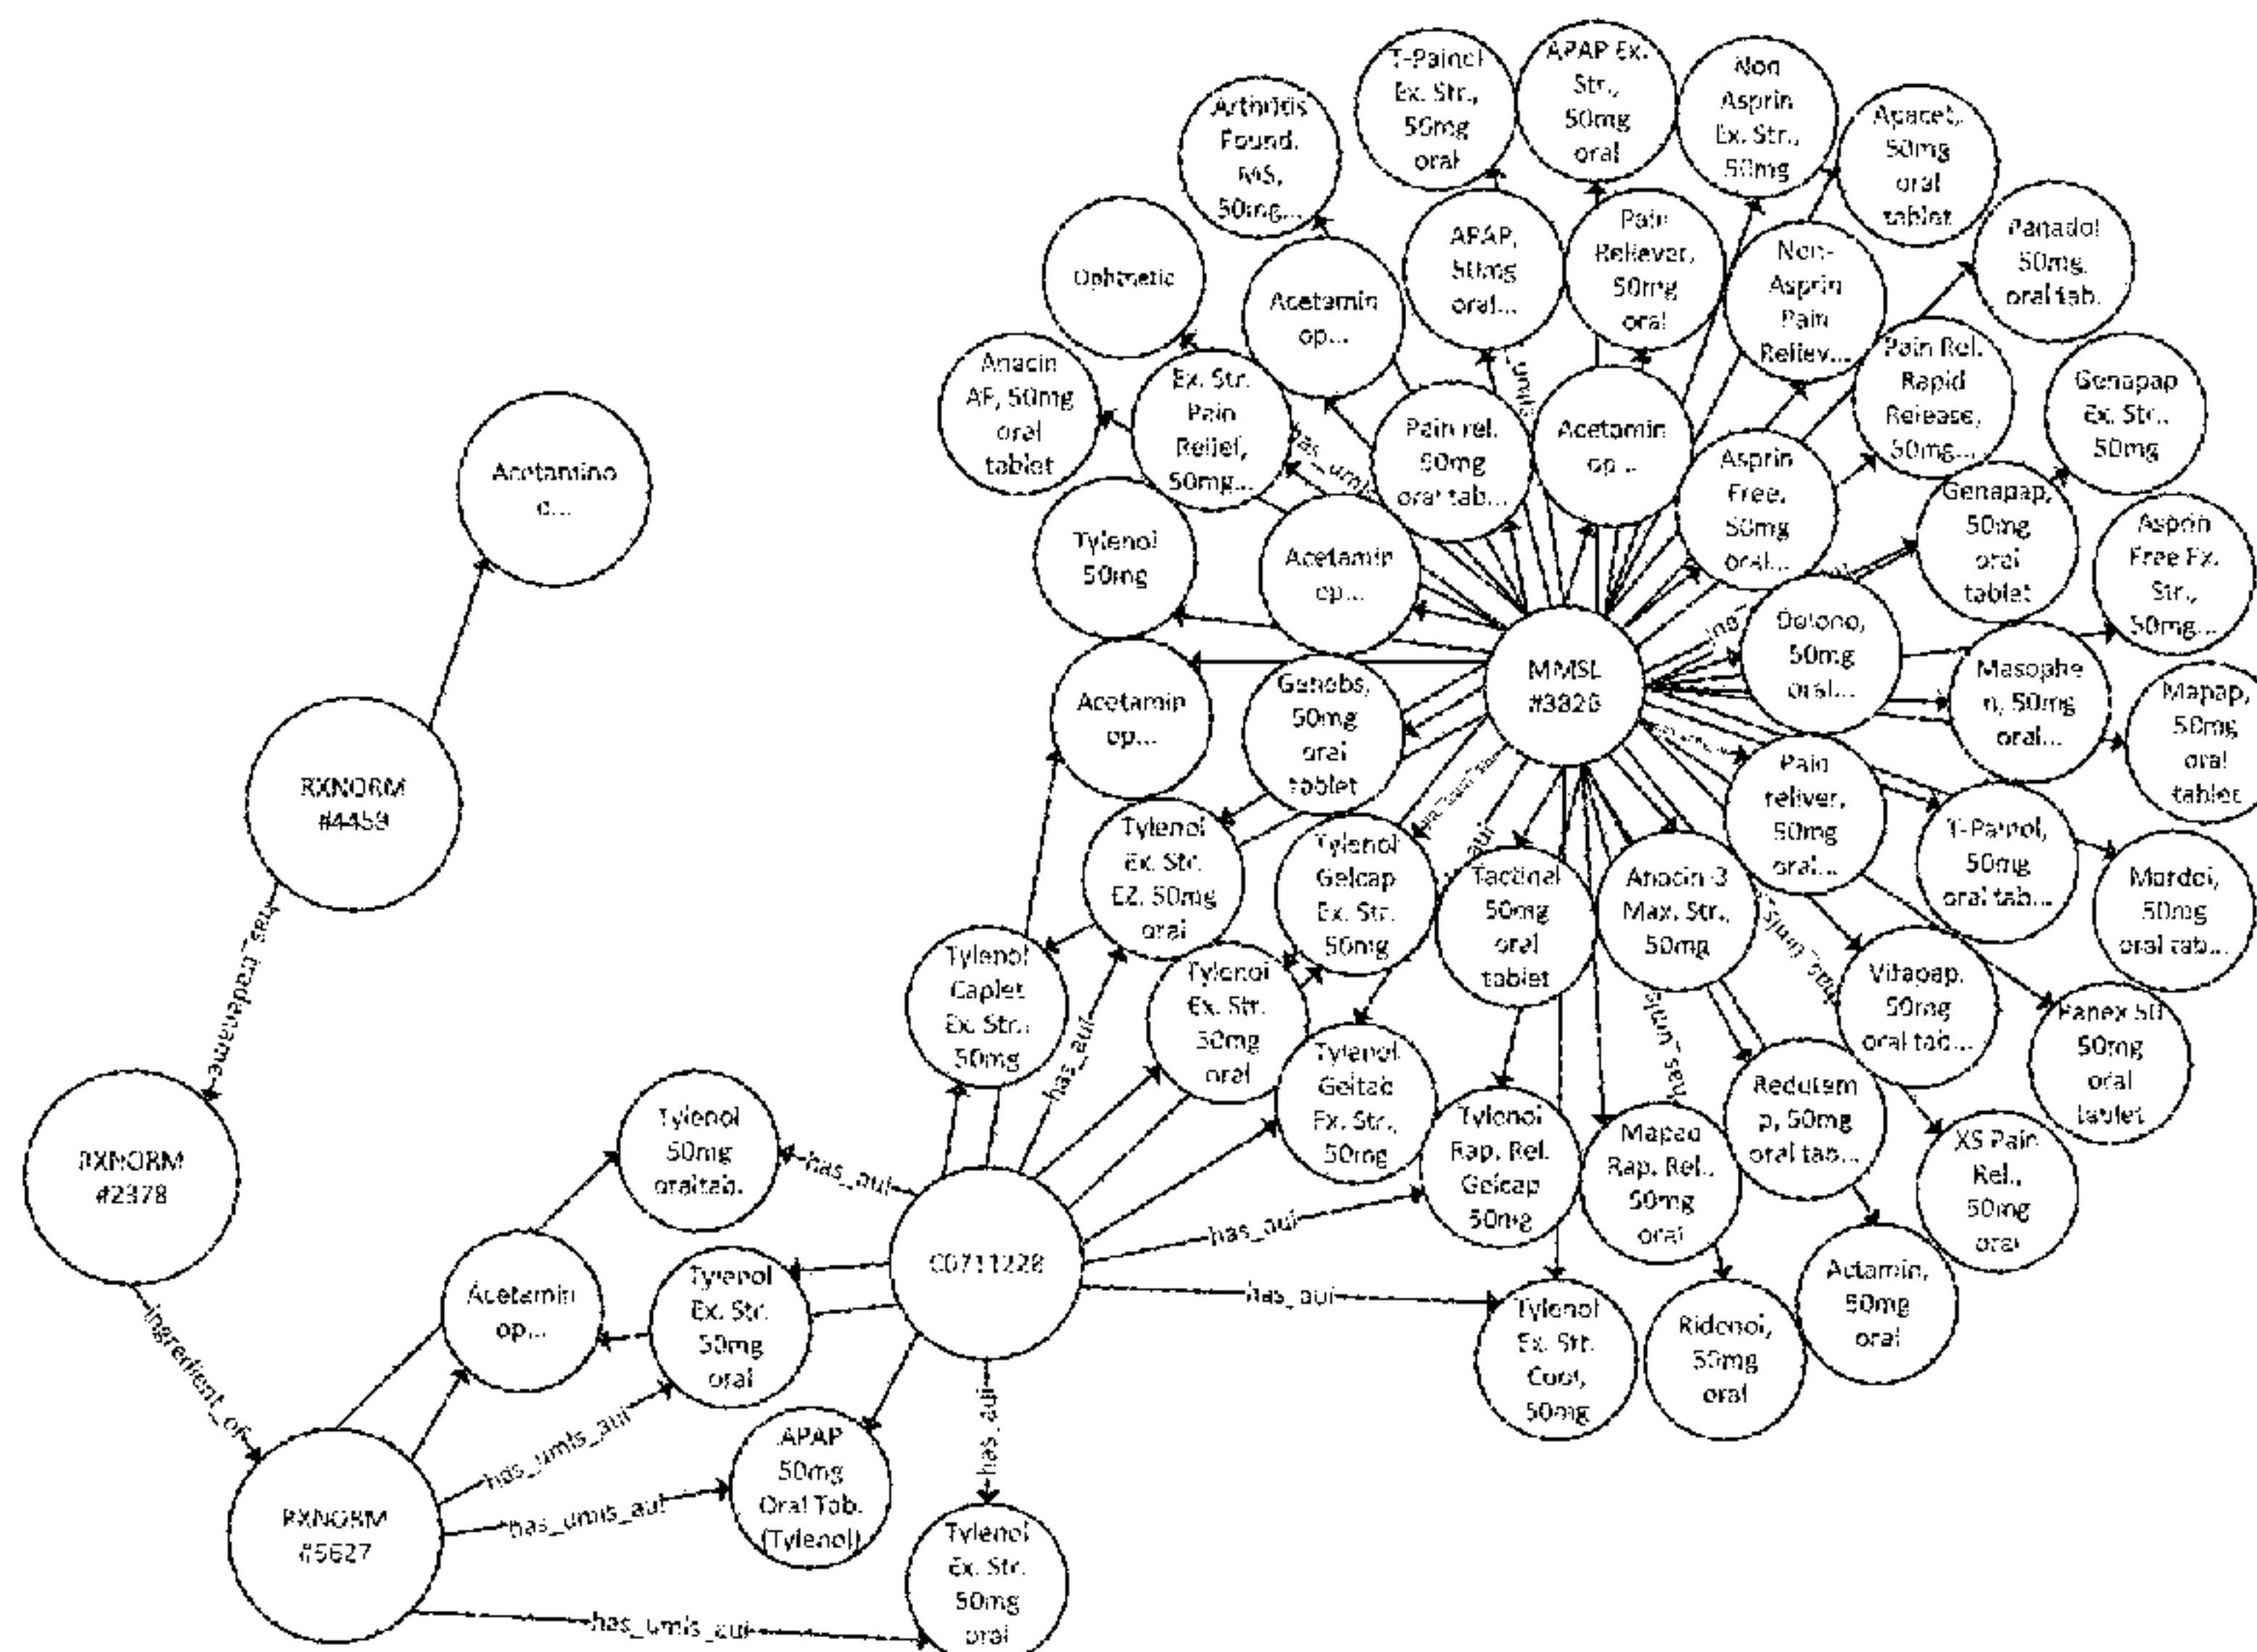 T-Painol
Ex. Str.,
50mg
oral
APAP Ex.
Str.,
50mg
oral
Non
Asprin
Ex. Str.,
50mg
Arthritis
Found.
MS,
50mg...
Apacet,
50mg
oral
tablet
Panadol
50mg
oral tab.
APAP,
50mg
oral...
Pain
Reliever,
50mg
oral
Non-
Asprin
Pain
Reliev...
Acetamin
op...
Anacin
AF, 50mg
oral
tablet
Ex. Str.
Pain
Relief,
50mg...
Pain rel.
50mg
oral tab...
Acetamin
op...
Pain Rel.
Rapid
Release,
50mg...
Genapap
Ex. Str.,
50mg
Asprin
Free,
50mg
oral...
Genapap,
50mg
oral
tablet
Asprin
Free Ex.
Str.,
50mg...
Acetamino
Tylenol
50mg
Acetamin
op...
has_umls
MMSL
50mg
oral...
50mg
oral...
Mapap,
50mg
oral
tablet
Acetamin
op...
Genebs,
50mg
oral
tablet
Pain
reliver,
50mg
oral...
T-Painol,
50mg
oral tab...
50mg
oral tab...
RXNORM
#4459
has_tradename
Tylenol
Ex. Str.
EZ, 50mg
oral
Tylenol
Gelcap
Ex. Str.
50mg
aui
Tactinal
50mg
oral
tablet
Anacin-3
Max. Str.,
50mg
has_umls
Vitapap,
50mg
oral tab...
Panex 50
50mg
oral
tablet
Tylenol
Caplet
Ex. Str.,
50mg
has_aui
Tylenol
Ex. Str.
50mg
oral
Tylenol
Geltab
Ex. Str.,
50mg
Tylenol
Rap. Rel.
Gelcap
50mg
Mapap
Rap. Rel.,
50mg
oral
has_umls
Redutem
p, 50mg
oral tab...
XS Pain
Rel.,
50mg
oral
RXNORM
#2378
Tylenol
50mg
oral tab.
has_aui
C0711228
has_aui
has_aui
Tylenol
Ex. Str.
Cool,
50mg
50mg
oral
Actamin,
50mg
oral
ingredient_of
Acetamin
op...
Tylenol
Ex. Str.
50mg
oral
has_aui
RXNORM
#5627
has_umls_aui
has_umls_aui
has_umls_aui
APAP
50mg
Oral Tab.
(Tylenol)
Tylenol
Ex. Str.
50mg
oral